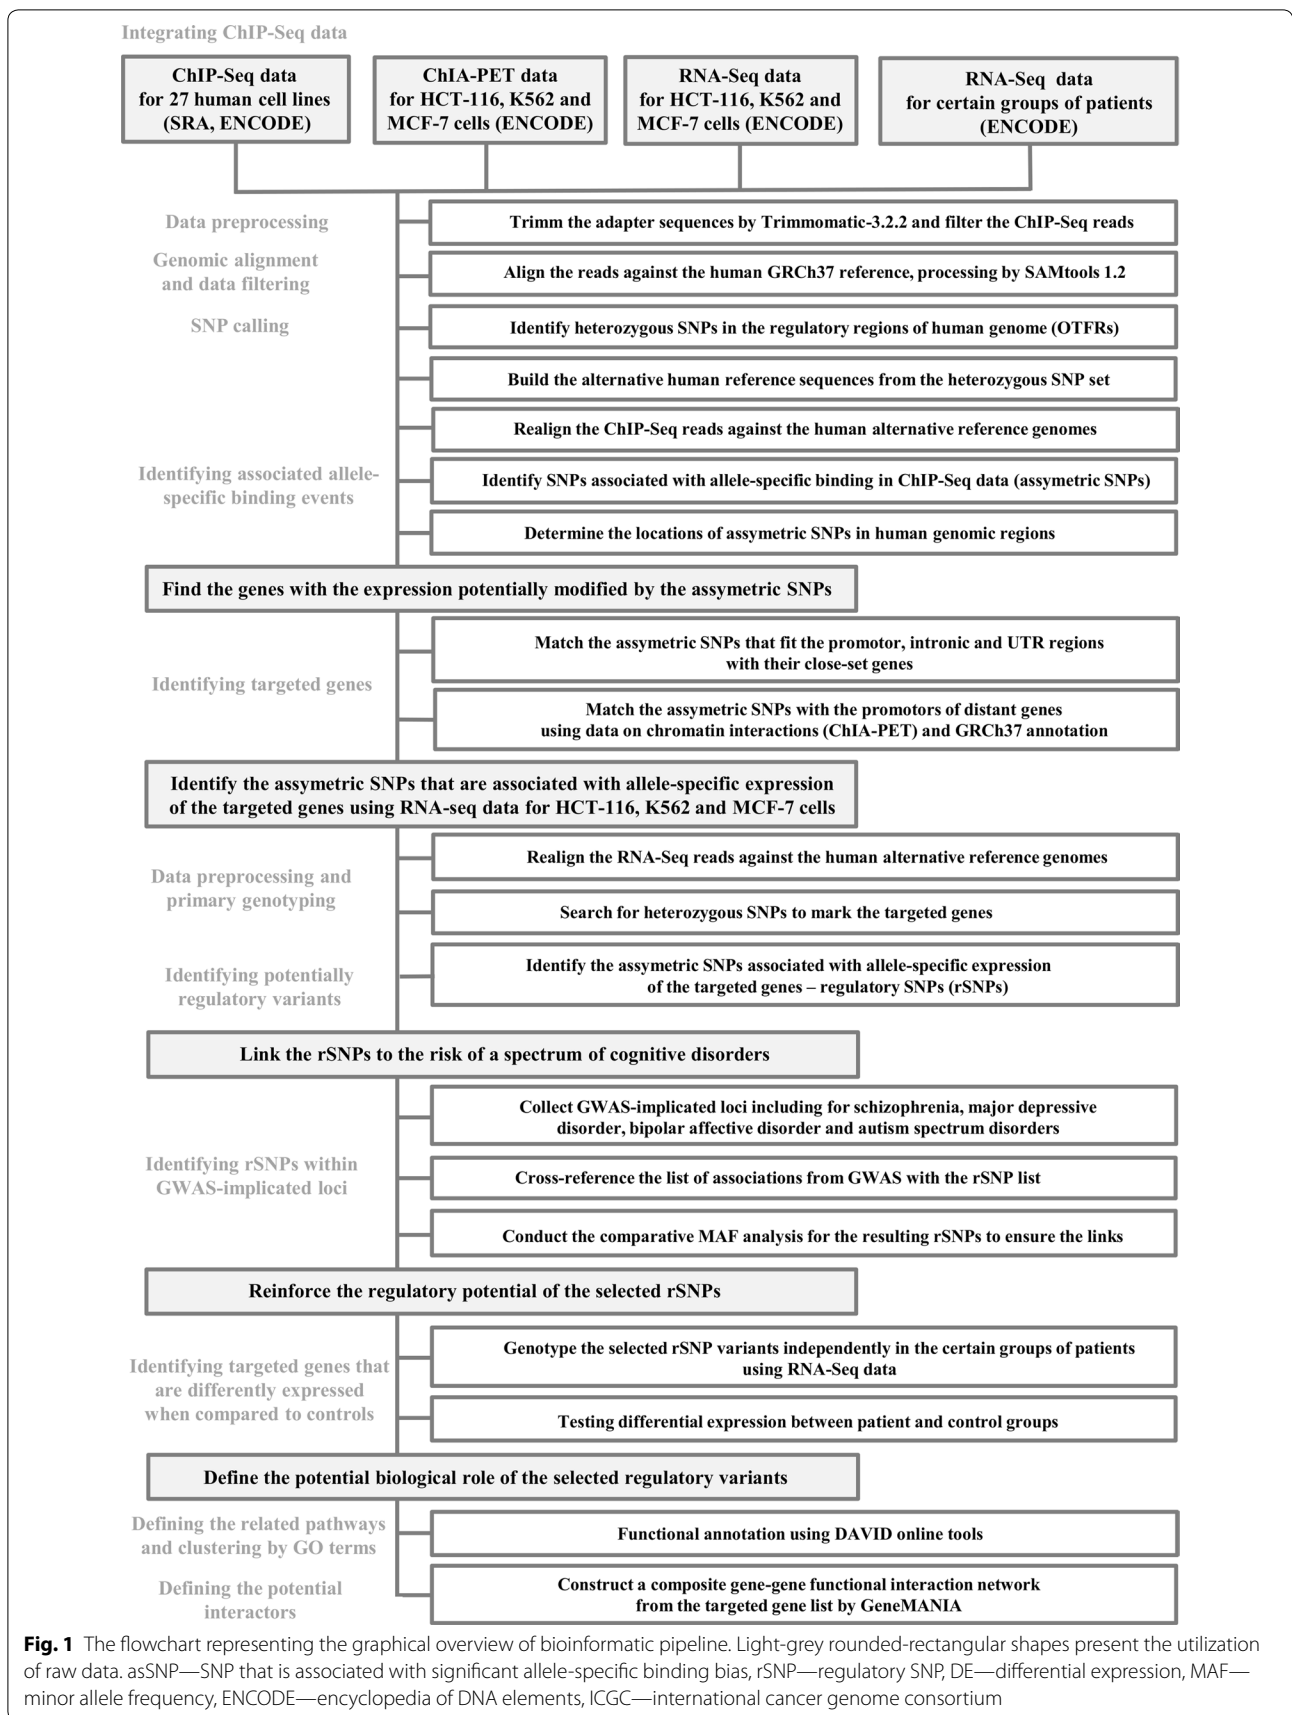 Integrating ChIP-Seq data
ChIP-Seq data
for 27 human cell lines
(SRA, ENCODE)
ChIA-PET data
for HCT-116, K562 and
MCF-7 cells (ENCODE)
RNA-Seq data
for HCT-116, K562 and
MCF-7 cells (ENCODE)
RNA-Seq data
for certain groups of patients
(ENCODE)
Data preprocessing
Trimm the adapter sequences by Trimmomatic-3.2.2 and filter the ChIP-Seq reads
Genomic alignment
and data filtering
Align the reads against the human GRCh37 reference, processing by SAMtools 1.2
SNP calling
Identify heterozygous SNPs in the regulatory regions of human genome (OTFRs)
Build the alternative human reference sequences from the heterozygous SNP set
Realign the ChIP-Seq reads against the human alternative reference genomes
Identifying associated allele-
specific binding events
Identify SNPs associated with allele-specific binding in ChIP-Seq data (assymetric SNPs)
Determine the locations of assymetric SNPs in human genomic regions
Find the genes with the expression potentially modified by the assymetric SNPs
Identifying targeted genes
Match the assymetric SNPs that fit the promotor, intronic and UTR regions
with their close-set genes
Match the assymetric SNPs with the promotors of distant genes
using data on chromatin interactions (ChIA-PET) and GRCh37 annotation
Identify the assymetric SNPs that are associated with allele-specific expression
of the targeted genes using RNA-seq data for HCT-116, K562 and MCF-7 cells
Data preprocessing and
primary genotyping
Realign the RNA-Seq reads against the human alternative reference genomes
Search for heterozygous SNPs to mark the targeted genes
Identifying potentially
regulatory variants
Identify the assymetric SNPs associated with allele-specific expression
of the targeted genes – regulatory SNPs (rSNPs)
Link the rSNPs to the risk of a spectrum of cognitive disorders
Collect GWAS-implicated loci including for schizophrenia, major depressive
disorder, bipolar affective disorder and autism spectrum disorders
Identifying rSNPs within
GWAS-implicated loci
Cross-reference the list of associations from GWAS with the rSNP list
Conduct the comparative MAF analysis for the resulting rSNPs to ensure the links
Reinforce the regulatory potential of the selected rSNPs
Identifying targeted genes that
are differently expressed
when compared to controls
Genotype the selected rSNP variants independently in the certain groups of patients
using RNA-Seq data
Testing differential expression between patient and control groups
Define the potential biological role of the selected regulatory variants
Defining the related pathways
and clustering by GO terms
Functional annotation using DAVID online tools
Defining the potential
interactors
Construct a composite gene-gene functional interaction network
from the targeted gene list by GeneMANIA
Fig. 1 The flowchart representing the graphical overview of bioinformatic pipeline. Light-grey rounded-rectangular shapes present the utilization
of raw data. asSNP—SNP that is associated with significant allele-specific binding bias, rSNP—regulatory SNP, DE—differential expression, MAF—
minor allele frequency, ENCODE—encyclopedia of DNA elements, ICGC—international cancer genome consortium